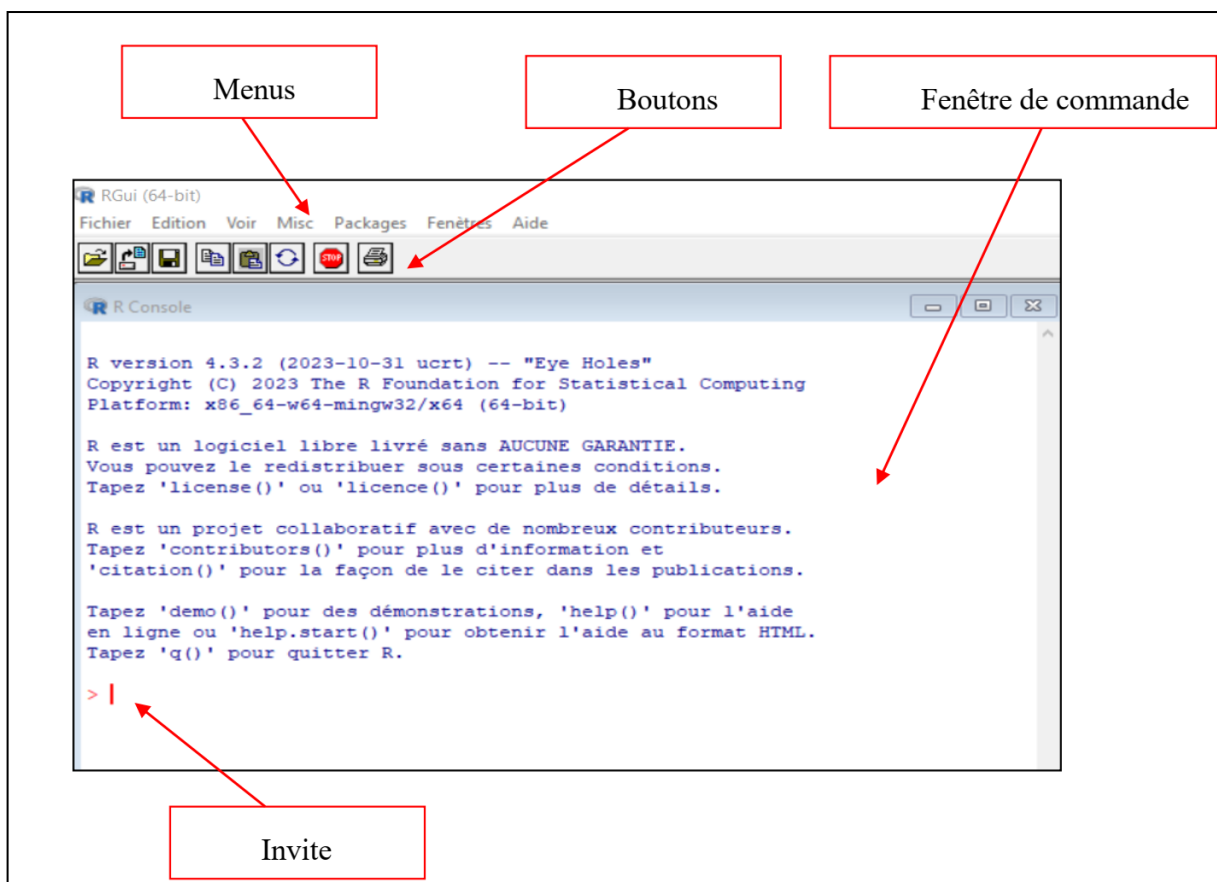 Menus
Boutons
Fenêtre de commande
RGui (64-bit)
Fichier Edition Voir Misc Packages Fenêtres Aide
STOP
R Console
R version 4.3.2 (2023-10-31 ucrt) -- "Eye Holes"
Copyright (C) 2023 The R Foundation for Statistical Computing
Platform: x86_64-w64-mingw32/x64 (64-bit)
R est un logiciel libre livré sans AUCUNE GARANTIE.
Vous pouvez le redistribuer sous certaines conditions.
Tapez 'license()' ou 'licence()' pour plus de détails.
R est un projet collaboratif avec de nombreux contributeurs.
Tapez 'contributors()' pour plus d'information et
'citation()' pour la façon de le citer dans les publications.
Tapez 'demo()' pour des démonstrations, 'help()' pour l'aide
en ligne ou 'help.start()' pour obtenir l'aide au format HTML.
Tapez 'q()' pour quitter R.
>
Invite